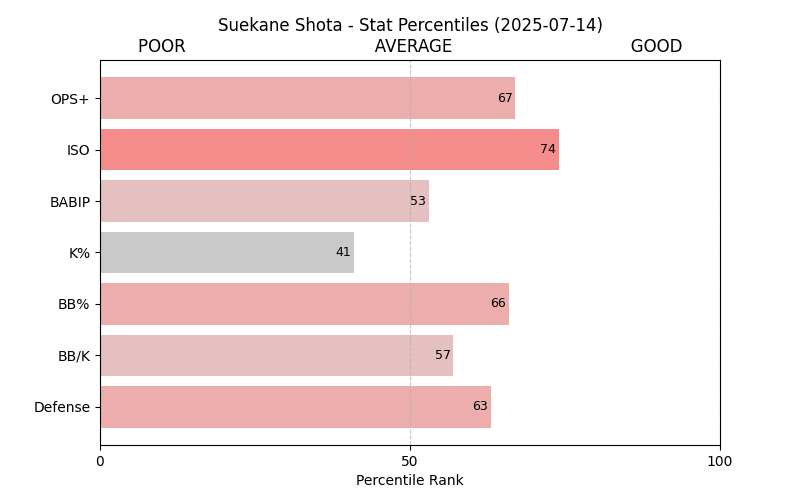 Suekane Shota - Stat Percentiles (2025-07-14)
POOR AVERAGE GOOD
OPS+ 67
ISO 74
BABIP 53
K% 41
BB% 66
BB/K 57
Defense 63
0 50 100
Percentile Rank